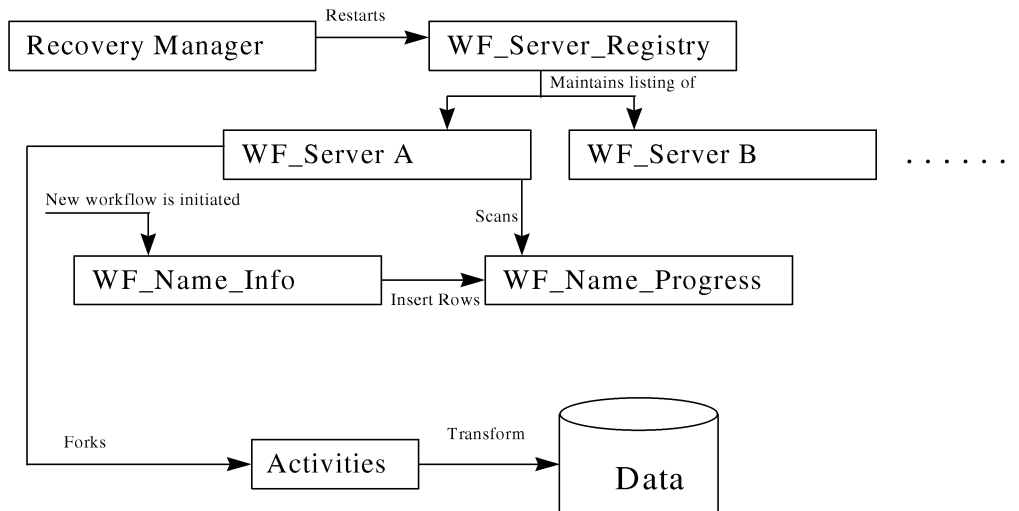 Restarts
Recovery Manager
WF_Server_Registry
Maintains listing of
WF_Server A
WF_Server B
. . . . . .
New workflow is initiated
Scans
WF_Name_Info
WF_Name_Progress
Insert Rows
Forks
Transform
Activities
Data